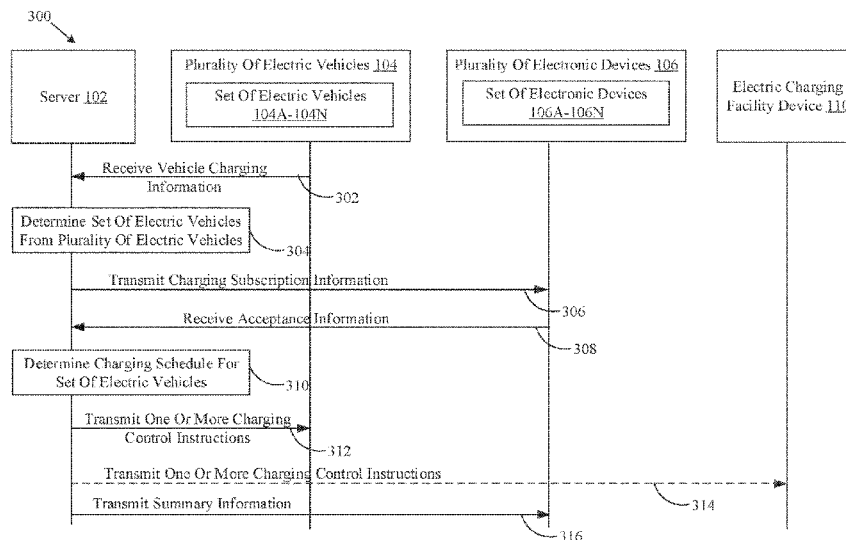 300
Server 102
Plurality Of Electric Vehicles 104
Set Of Electric Vehicles
104A-104N
Plurality Of Electronic Devices 106
Set Of Electronic Devices
106A-106N
Electric Charging
Facility Device 110
Receive Vehicle Charging
Information
302
Determine Set Of Electric Vehicles
From Plurality Of Electric Vehicles
304
Transmit Charging Subscription Information
306
Receive Acceptance Information
308
Determine Charging Schedule For
Set Of Electric Vehicles
310
Transmit One Or More Charging
Control Instructions
312
Transmit One Or More Charging Control Instructions
314
Transmit Summary Information
316